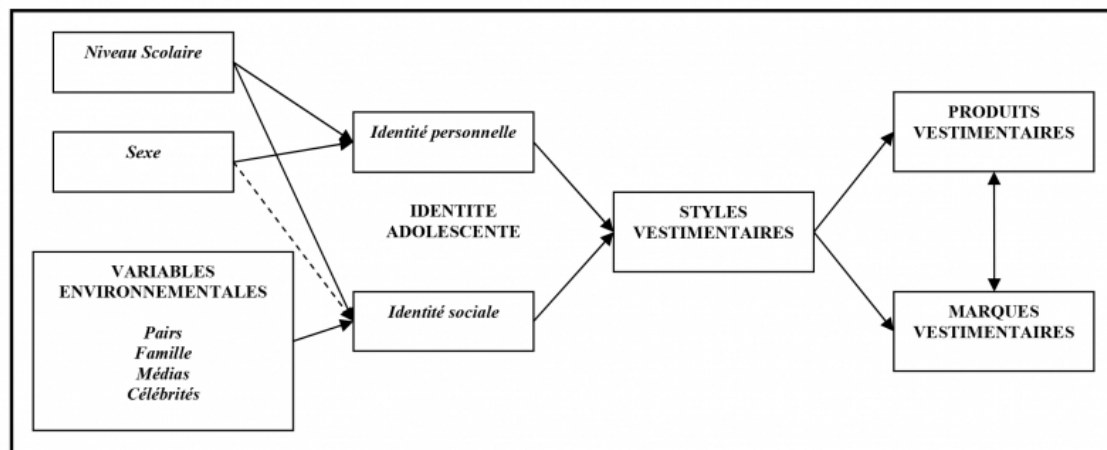 Niveau Scolaire
Sexe
VARIABLES
ENVIRONNEMENTALES
Pairs
Famille
Médias
Célébrités
Identité personnelle
IDENTITE
ADOLESCENTE
Identité sociale
STYLES
VESTIMENTAIRES
PRODUITS
VESTIMENTAIRES
MARQUES
VESTIMENTAIRES